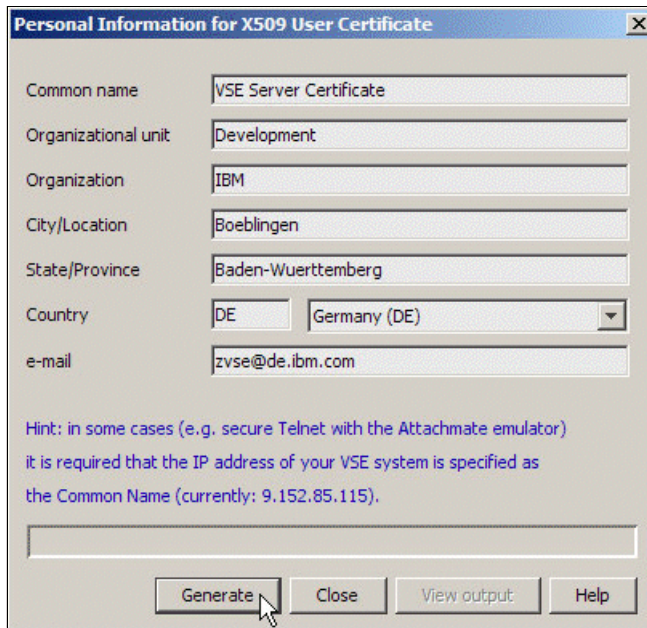 Personal Information for X509 User Certificate
Common name VSE Server Certificate
Organizational unit Development
Organization IBM
City/Location Boeblingen
State/Province Baden-Wuerttemberg
Country DE Germany (DE)
e-mail zvse@de.ibm.com
Hint: in some cases (e.g. secure Telnet with the Attachmate emulator)
it is required that the IP address of your VSE system is specified as
the Common Name (currently: 9.152.85.115).
Generate Close View output Help